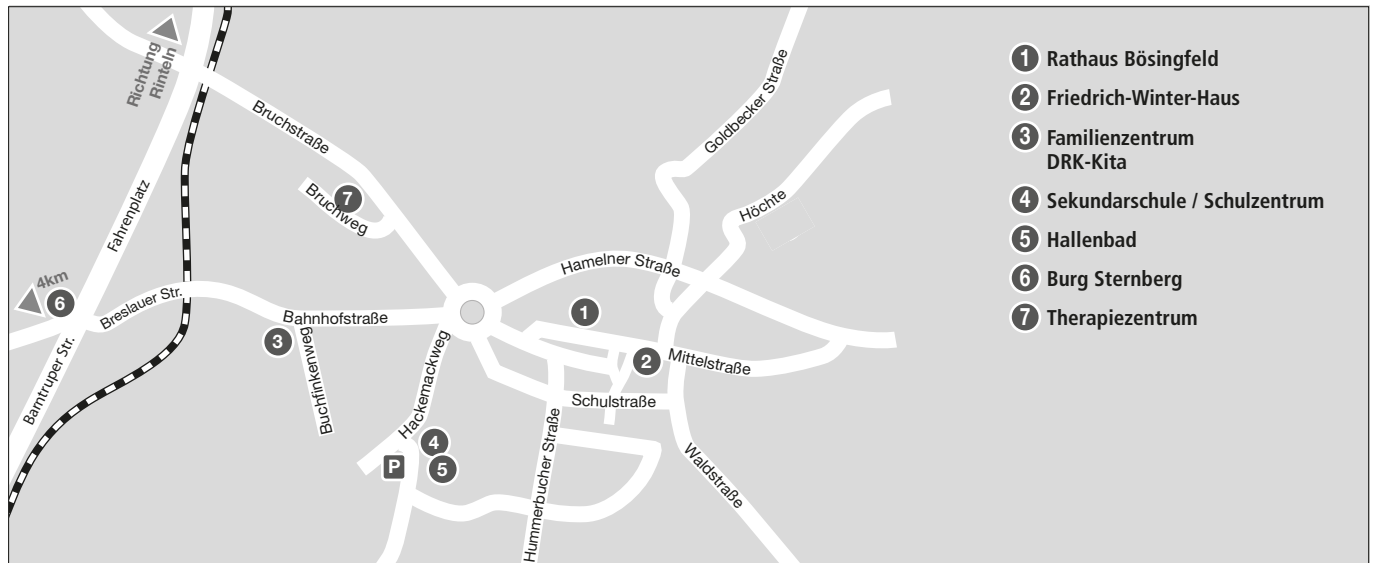 Richtung
Rinteln
Bruchstraße
Goldbecker Straße
Fahrenplatz
7
Bruchweg
Höchte
Hamelner Straße
4km
6
Breslauer Str.
Bahnhofstraße
1
3
2
Mittelstraße
Barntruper Str.
Buchfinkenweg
Hackemackweg
Schulstraße
4
P
5
Hummerbucher Straße
Waldstraße
1 Rathaus Bösingfeld
2 Friedrich-Winter-Haus
3 Familienzentrum
DRK-Kita
4 Sekundarschule / Schulzentrum
5 Hallenbad
6 Burg Sternberg
7 Therapiezentrum